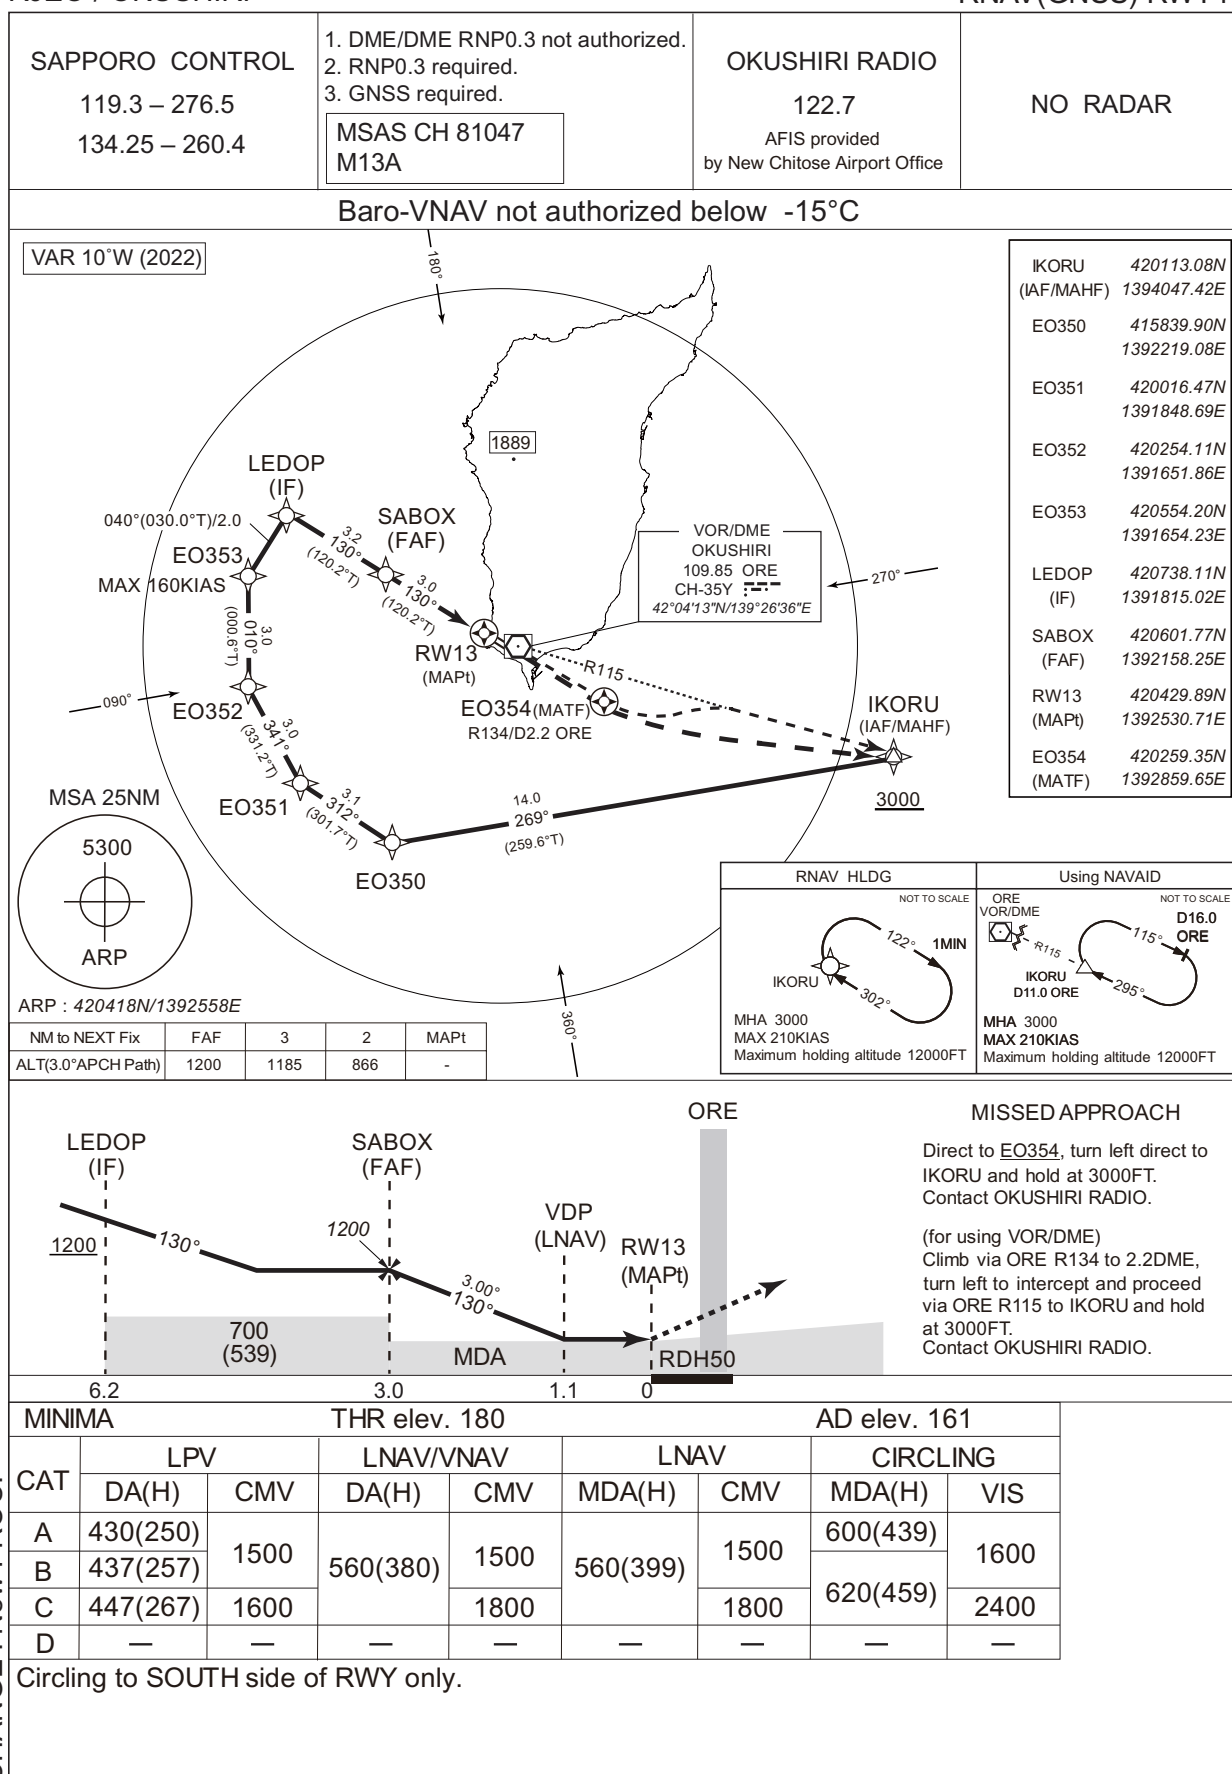 SAPPORO CONTROL
119.3 – 276.5
134.25 – 260.4
1. DME/DME RNP0.3 not authorized.
2. RNP0.3 required.
3. GNSS required.
MSAS CH 81047
M13A
OKUSHIRI RADIO
122.7
AFIS provided
by New Chitose Airport Office
NO RADAR
Baro-VNAV not authorized below -15°C
VAR 10°W (2022)
180°
1889
LEDOP
(IF)
040°(030.0°T)/2.0
EO353
MAX 160KIAS
3.2
130°
(120.2°T)
SABOX
(FAF)
3.0
130°
(120.2°T)
VOR/DME
OKUSHIRI
109.85 ORE
CH-35Y
42°04'13"N/139°26'36"E
270°
3.0
010°
(000.6°T)
RW13
(MAPt)
R115
090°
EO352
EO354(MATF)
R134/D2.2 ORE
IKORU
(IAF/MAHF)
3000
3.0
341°
(331.2°T)
EO351
3.1
312°
(301.7°T)
EO350
14.0
269°
(259.6°T)
360°
IKORU 420113.08N
(IAF/MAHF) 1394047.42E
EO350 415839.90N
1392219.08E
EO351 420016.47N
1391848.69E
EO352 420254.11N
1391651.86E
EO353 420554.20N
1391654.23E
LEDOP 420738.11N
(IF) 1391815.02E
SABOX 420601.77N
(FAF) 1392158.25E
RW13 420429.89N
(MAPt) 1392530.71E
EO354 420259.35N
(MATF) 1392859.65E
MSA 25NM
5300
ARP
ARP : 420418N/1392558E
RNAV HLDG
NOT TO SCALE
122°
1MIN
IKORU
302°
MHA 3000
MAX 210KIAS
Maximum holding altitude 12000FT
Using NAVAID
NOT TO SCALE
ORE
VOR/DME
D16.0
ORE
115°
R115
IKORU
D11.0 ORE
295°
MHA 3000
MAX 210KIAS
Maximum holding altitude 12000FT
NM to NEXT Fix FAF 3 2 MAPt
ALT(3.0°APCH Path) 1200 1185 866 -
LEDOP
(IF)
SABOX
(FAF)
ORE
VDP
(LNAV)
RW13
(MAPt)
1200
130°
1200
3.00°
130°
700
(539)
MDA
RDH50
6.2 3.0 1.1 0
MISSED APPROACH
Direct to EO354, turn left direct to
IKORU and hold at 3000FT.
Contact OKUSHIRI RADIO.
(for using VOR/DME)
Climb via ORE R134 to 2.2DME,
turn left to intercept and proceed
via ORE R115 to IKORU and hold
at 3000FT.
Contact OKUSHIRI RADIO.
MINIMA THR elev. 180 AD elev. 161
CAT LPV LNAV/VNAV LNAV CIRCLING
DA(H) CMV DA(H) CMV MDA(H) CMV MDA(H) VIS
A 430(250) 1500 560(380) 1500 560(399) 1500 600(439) 1600
B 437(257) 620(459)
C 447(267) 1600 1800 1800 2400
D — — — — — — — —
Circling to SOUTH side of RWY only.